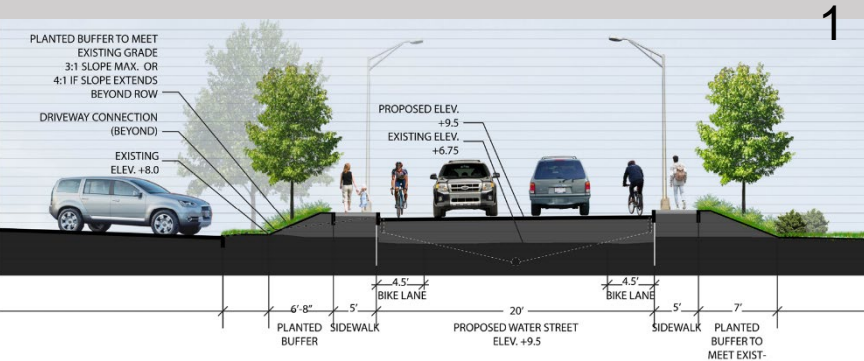 1
PLANTED BUFFER TO MEET
EXISTING GRADE
3:1 SLOPE MAX. OR
4:1 IF SLOPE EXTENDS
BEYOND ROW
DRIVEWAY CONNECTION
(BEYOND)
EXISTING
ELEV. +8.0
PROPOSED ELEV.
+9.5
EXISTING ELEV.
+6.75
4.5'
BIKE LANE
4.5'
BIKE LANE
6'-8"
PLANTED
BUFFER
5'
SIDEWALK
20'
PROPOSED WATER STREET
ELEV. +9.5
5'
SIDEWALK
7'
PLANTED
BUFFER TO
MEET EXIST-